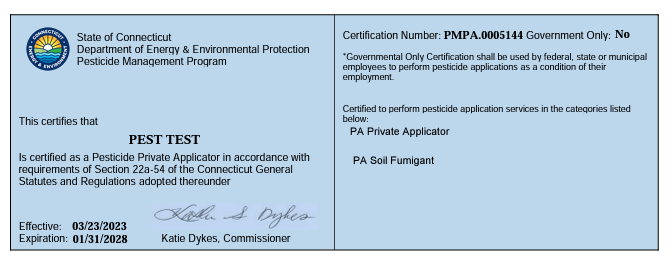 State of Connecticut
Department of Energy & Environmental Protection
Pesticide Management Program
This certifies that
PEST TEST
Is certified as a Pesticide Private Applicator in accordance with
requirements of Section 22a-54 of the Connecticut General
Statutes and Regulations adopted thereunder
Katie S Dykes
Effective: 03/23/2023
Expiration: 01/31/2028
Katie Dykes, Commissioner
Certification Number: PMPA.0005144 Government Only: No
*Governmental Only Certification shall be used by federal, state or municipal
employees to perform pesticide applications as a condition of their
employment.
Certified to perform pesticide application services in the categories listed
below:
PA Private Applicator
PA Soil Fumigant
CONNECTICUT
ENERGY & ENVIRONMENT